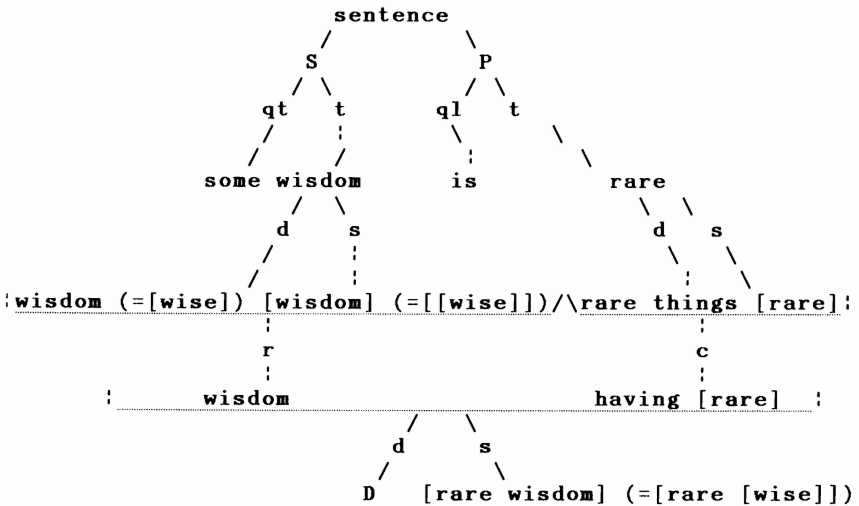 sentence
S P
qt t ql t
some wisdom is rare
d s d s
wisdom (=[wise]) [wisdom] (=[[wise]])/\rare things [rare]
r c
wisdom having [rare]
d s
D [rare wisdom] (=[rare [wise]])